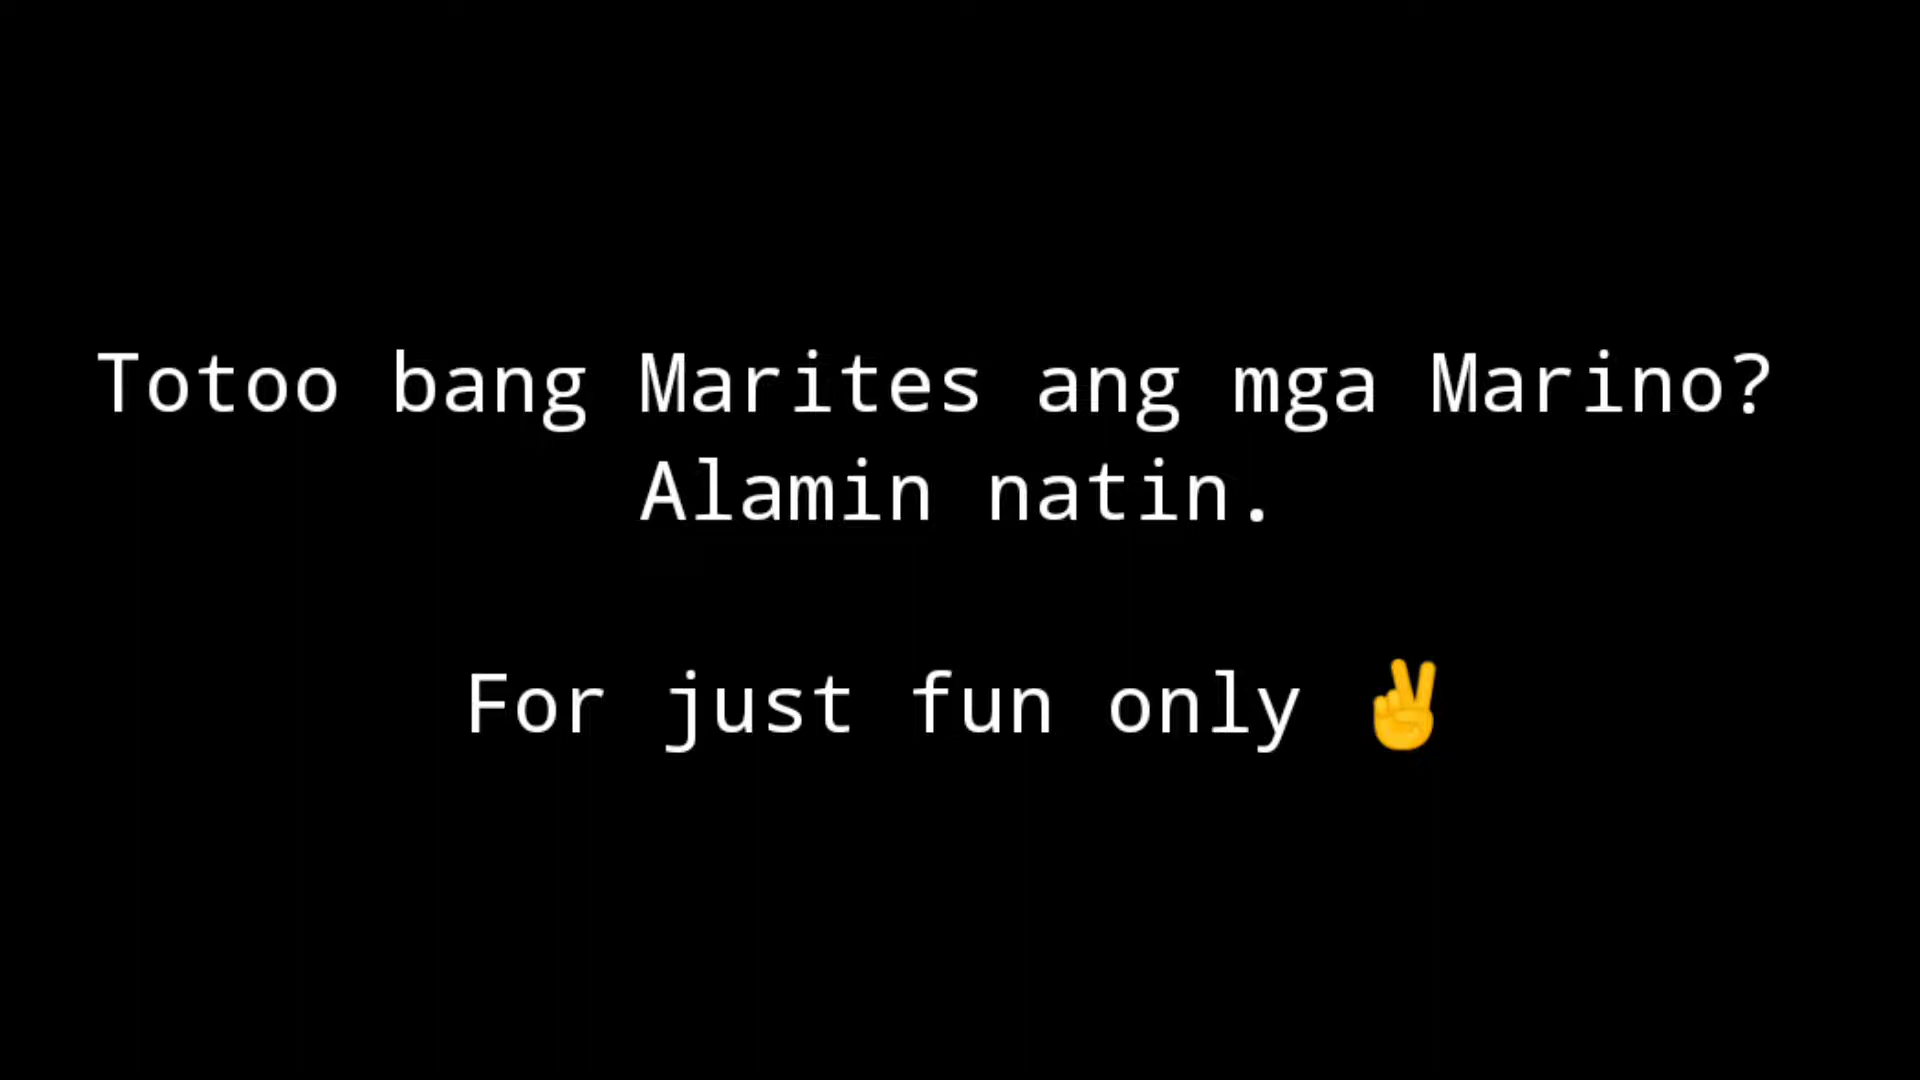 Totoo bang Marites ang mga Marino?
Alamin natin.
For just fun only ✌